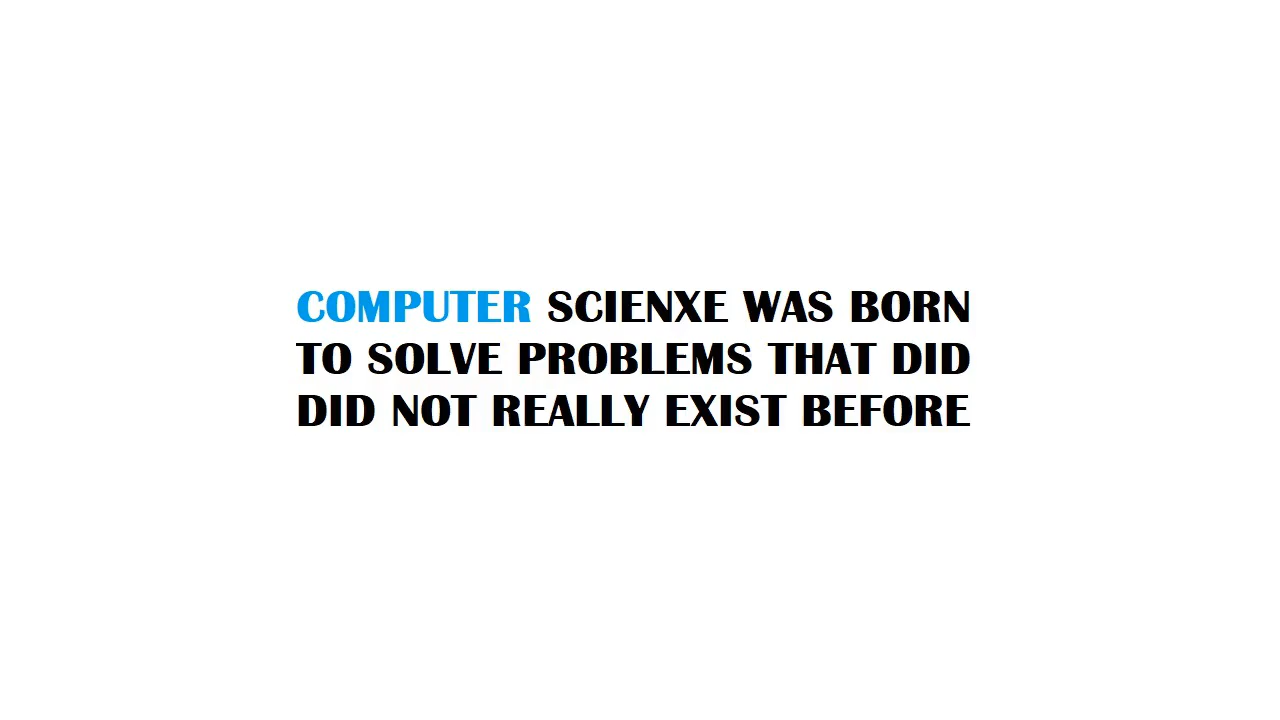 COMPUTER SCIENXE WAS BORN
TO SOLVE PROBLEMS THAT DID
DID NOT REALLY EXIST BEFORE